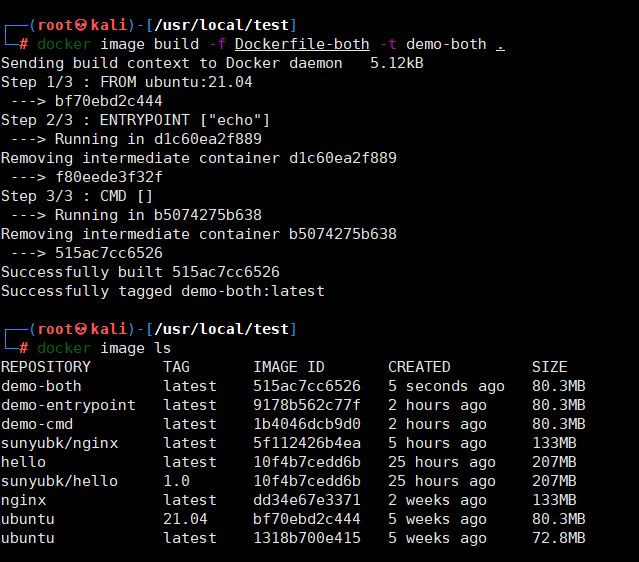 ┌──(root💀kali)-[/usr/local/test]
└─# docker image build -f Dockerfile-both -t demo-both .
Sending build context to Docker daemon   5.12kB
Step 1/3 : FROM ubuntu:21.04
 ---> bf70ebd2c444
Step 2/3 : ENTRYPOINT ["echo"]
 ---> Running in d1c60ea2f889
Removing intermediate container d1c60ea2f889
 ---> f80eede3f32f
Step 3/3 : CMD []
 ---> Running in b5074275b638
Removing intermediate container b5074275b638
 ---> 515ac7cc6526
Successfully built 515ac7cc6526
Successfully tagged demo-both:latest
┌──(root💀kali)-[/usr/local/test]
└─# docker image ls
REPOSITORY        TAG       IMAGE ID       CREATED         SIZE
demo-both         latest    515ac7cc6526   5 seconds ago   80.3MB
demo-entrypoint   latest    9178b562c77f   2 hours ago     80.3MB
demo-cmd          latest    1b4046dcb9d0   2 hours ago     80.3MB
sunyubk/nginx     latest    5f112426b4ea   5 hours ago     133MB
hello             latest    10f4b7cedd6b   25 hours ago    207MB
sunyubk/hello     1.0       10f4b7cedd6b   25 hours ago    207MB
nginx             latest    dd34e67e3371   2 weeks ago     133MB
ubuntu            21.04     bf70ebd2c444   5 weeks ago     80.3MB
ubuntu            latest    1318b700e415   5 weeks ago     72.8MB